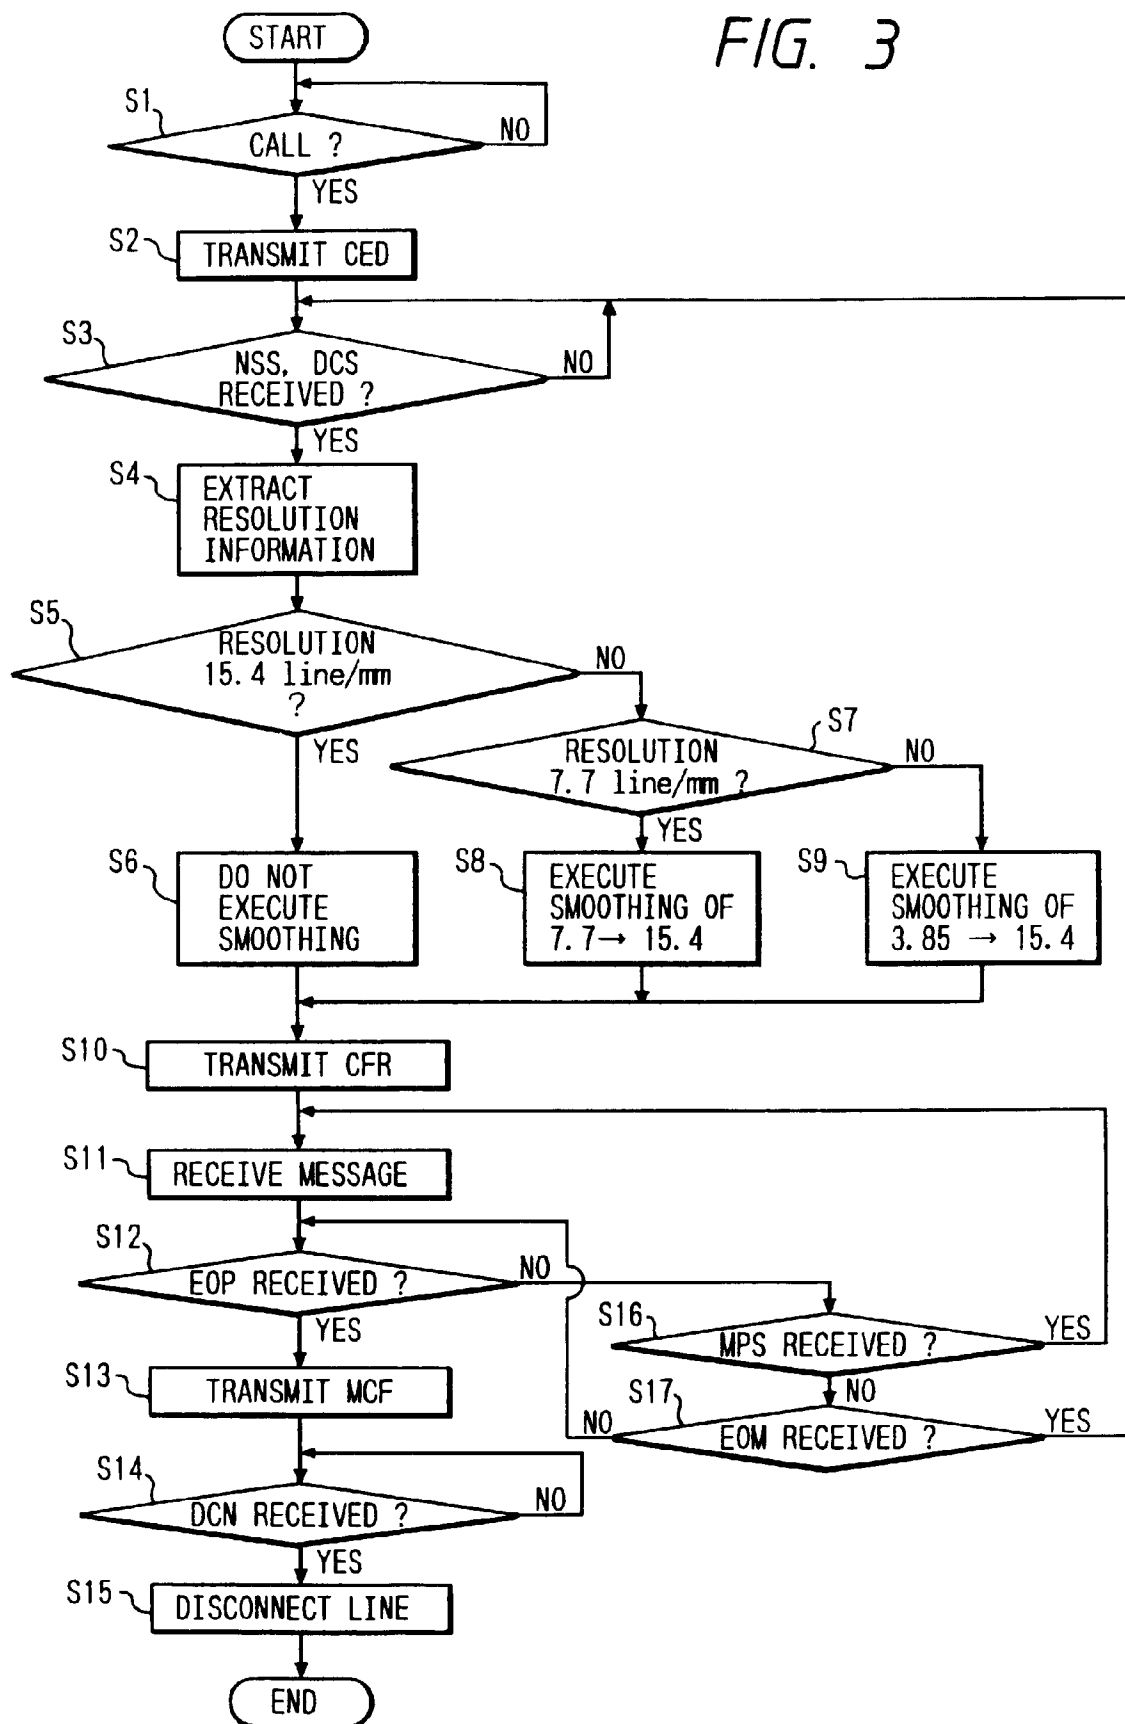 FIG. 3
START
S1
CALL ?
NO
YES
S2
TRANSMIT CED
S3
NSS, DCS
RECEIVED ?
NO
YES
S4
EXTRACT
RESOLUTION
INFORMATION
S5
RESOLUTION
15.4 line/mm
?
NO
YES
S7
RESOLUTION
7.7 line/mm ?
NO
YES
S6
DO NOT
EXECUTE
SMOOTHING
S8
EXECUTE
SMOOTHING OF
7.7→ 15.4
S9
EXECUTE
SMOOTHING OF
3.85 → 15.4
S10
TRANSMIT CFR
S11
RECEIVE MESSAGE
S12
EOP RECEIVED ?
NO
YES
S16
MPS RECEIVED ?
YES
NO
S13
TRANSMIT MCF
S17
EOM RECEIVED ?
NO
YES
S14
DCN RECEIVED ?
NO
YES
S15
DISCONNECT LINE
END